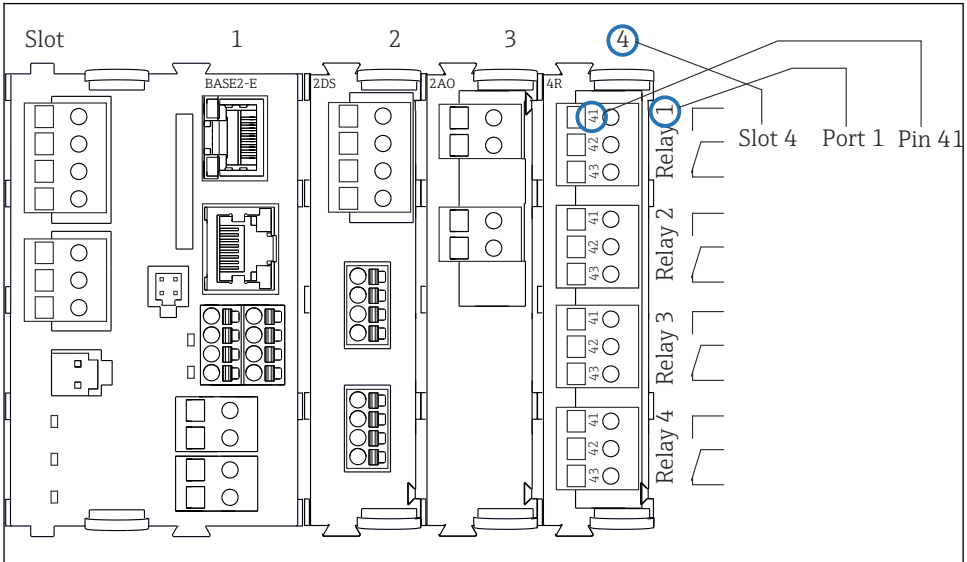 Slot 1 2 3 4
BASE2-E 2DS 2AO 4R
Slot 4 Port 1 Pin 41
41
42
43
Relay 1
41
42
43
Relay 2
41
42
43
Relay 3
41
42
43
Relay 4